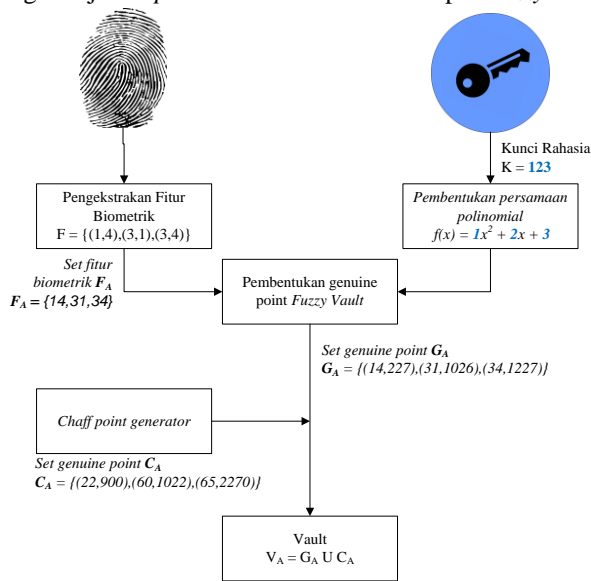 Kunci Rahasia
K = 123
Pengekstrakan Fitur
Biometrik
F = {(1,4),(3,1),(3,4)}
Pembentukan persamaan
polinomial
f(x) = 1x² + 2x + 3
Set fitur
biometrik F_A
F_A = {14,31,34}
Pembentukan genuine
point Fuzzy Vault
Set genuine point G_A
G_A = {(14,227),(31,1026),(34,1227)}
Chaff point generator
Set genuine point C_A
C_A = {(22,900),(60,1022),(65,2270)}
Vault
V_A = G_A U C_A